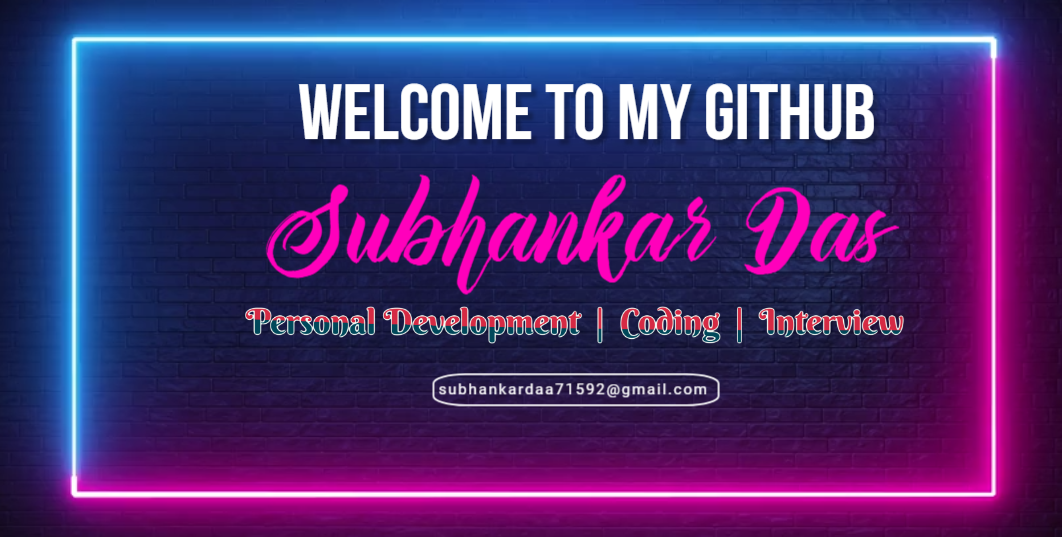 WELCOME TO MY GITHUB
Subhankar Das
Personal Development | Coding | Interview
subhankardaa71592@gmail.com